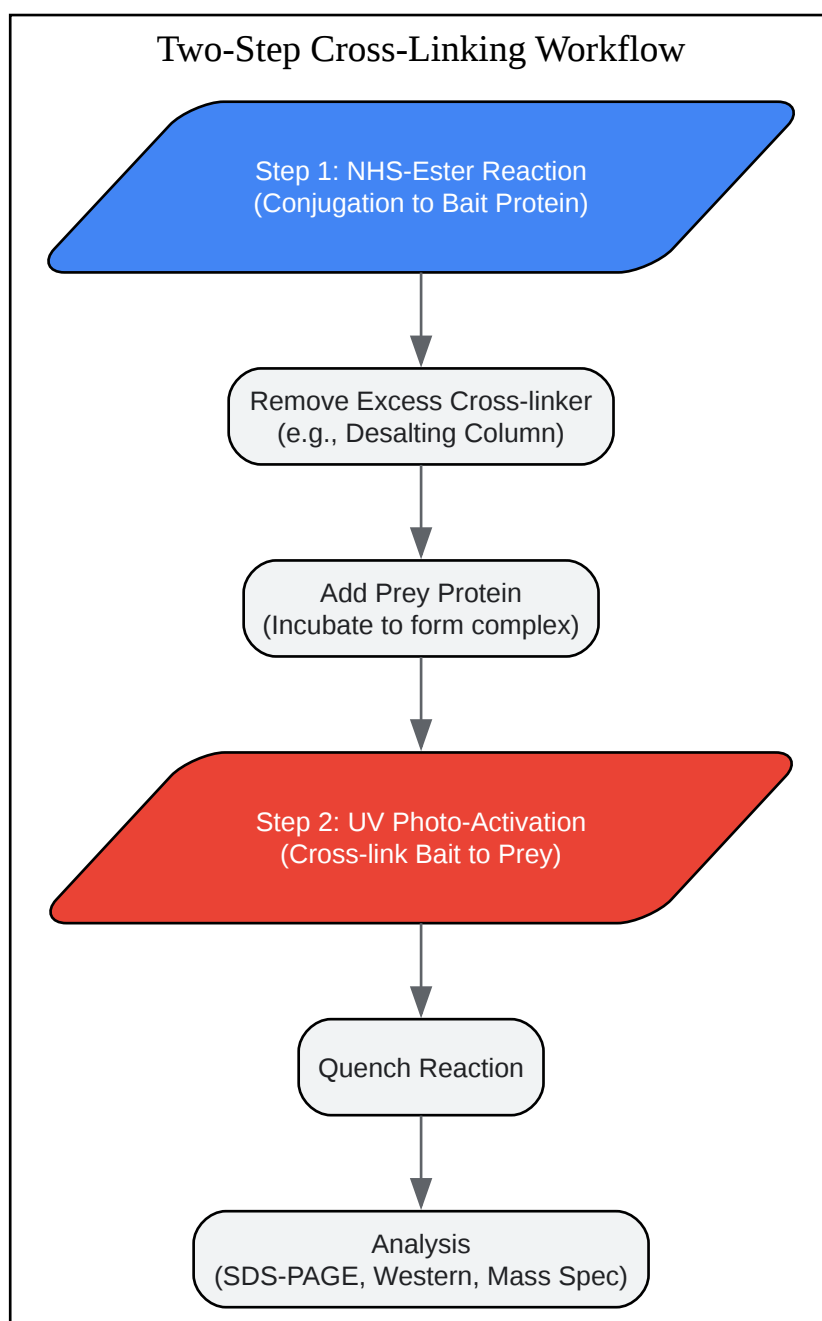 Two-Step Cross-Linking Workflow
Step 1: NHS-Ester Reaction
(Conjugation to Bait Protein)
Remove Excess Cross-linker
(e.g., Desalting Column)
Add Prey Protein
(Incubate to form complex)
Step 2: UV Photo-Activation
(Cross-link Bait to Prey)
Quench Reaction
Analysis
(SDS-PAGE, Western, Mass Spec)